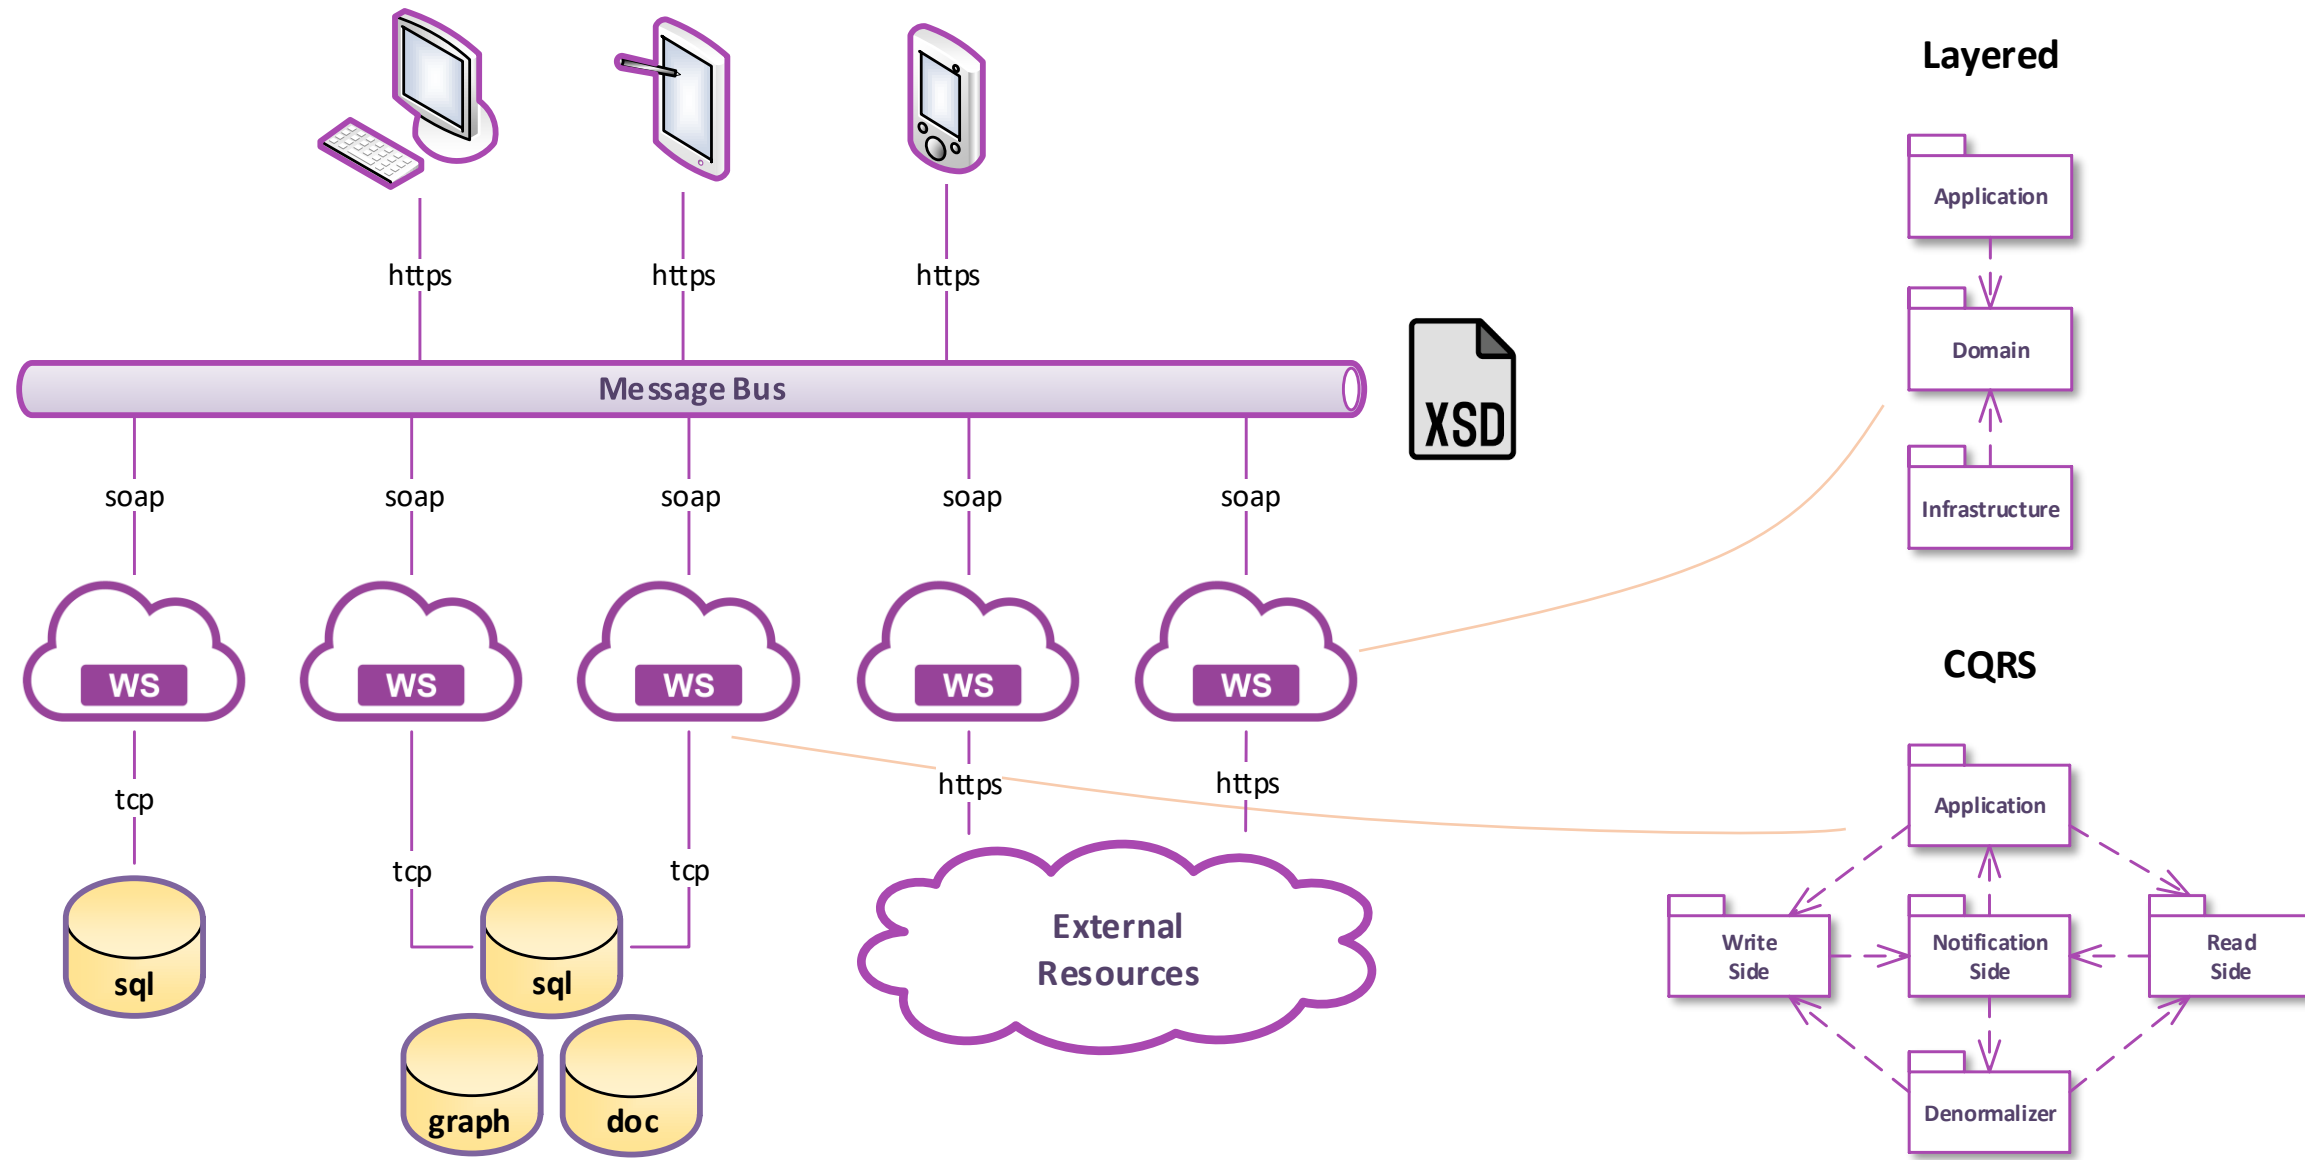 Layered
Application
Domain
Infrastructure
https
https
https
Message Bus
XSD
soap
soap
soap
soap
soap
WS
WS
WS
WS
WS
tcp
tcp
tcp
https
https
sql
sql
graph
doc
External
Resources
CQRS
Application
Write
Side
Notification
Side
Read
Side
Denormalizer